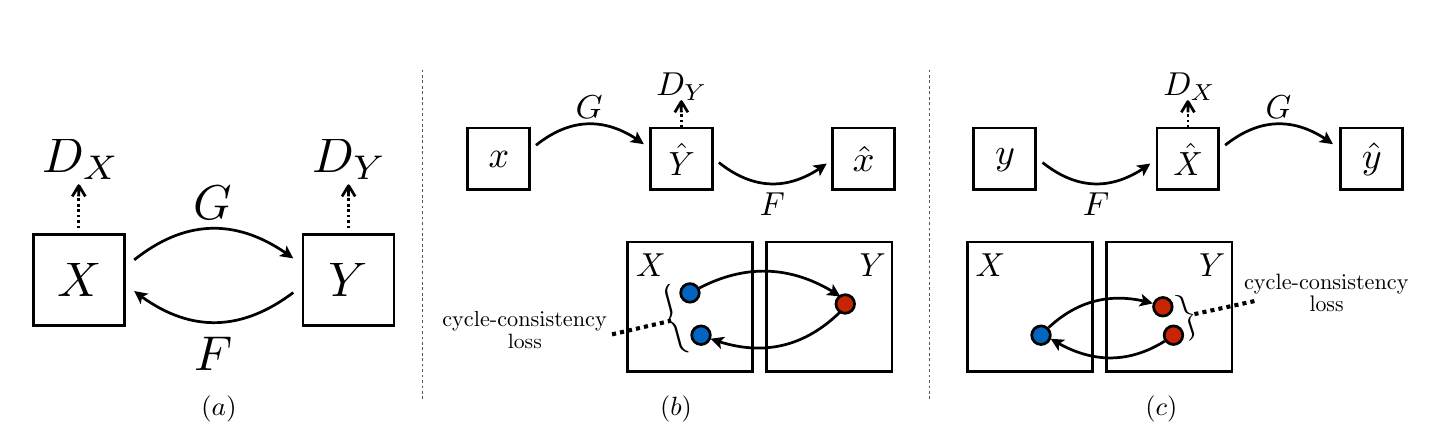 D_X
D_Y
G
X
Y
F
(a)
D_Y
G
x
Ŷ
x̂
F
X
Y
cycle-consistency
loss
(b)
D_X
G
y
X̂
ŷ
F
X
Y
cycle-consistency
loss
(c)